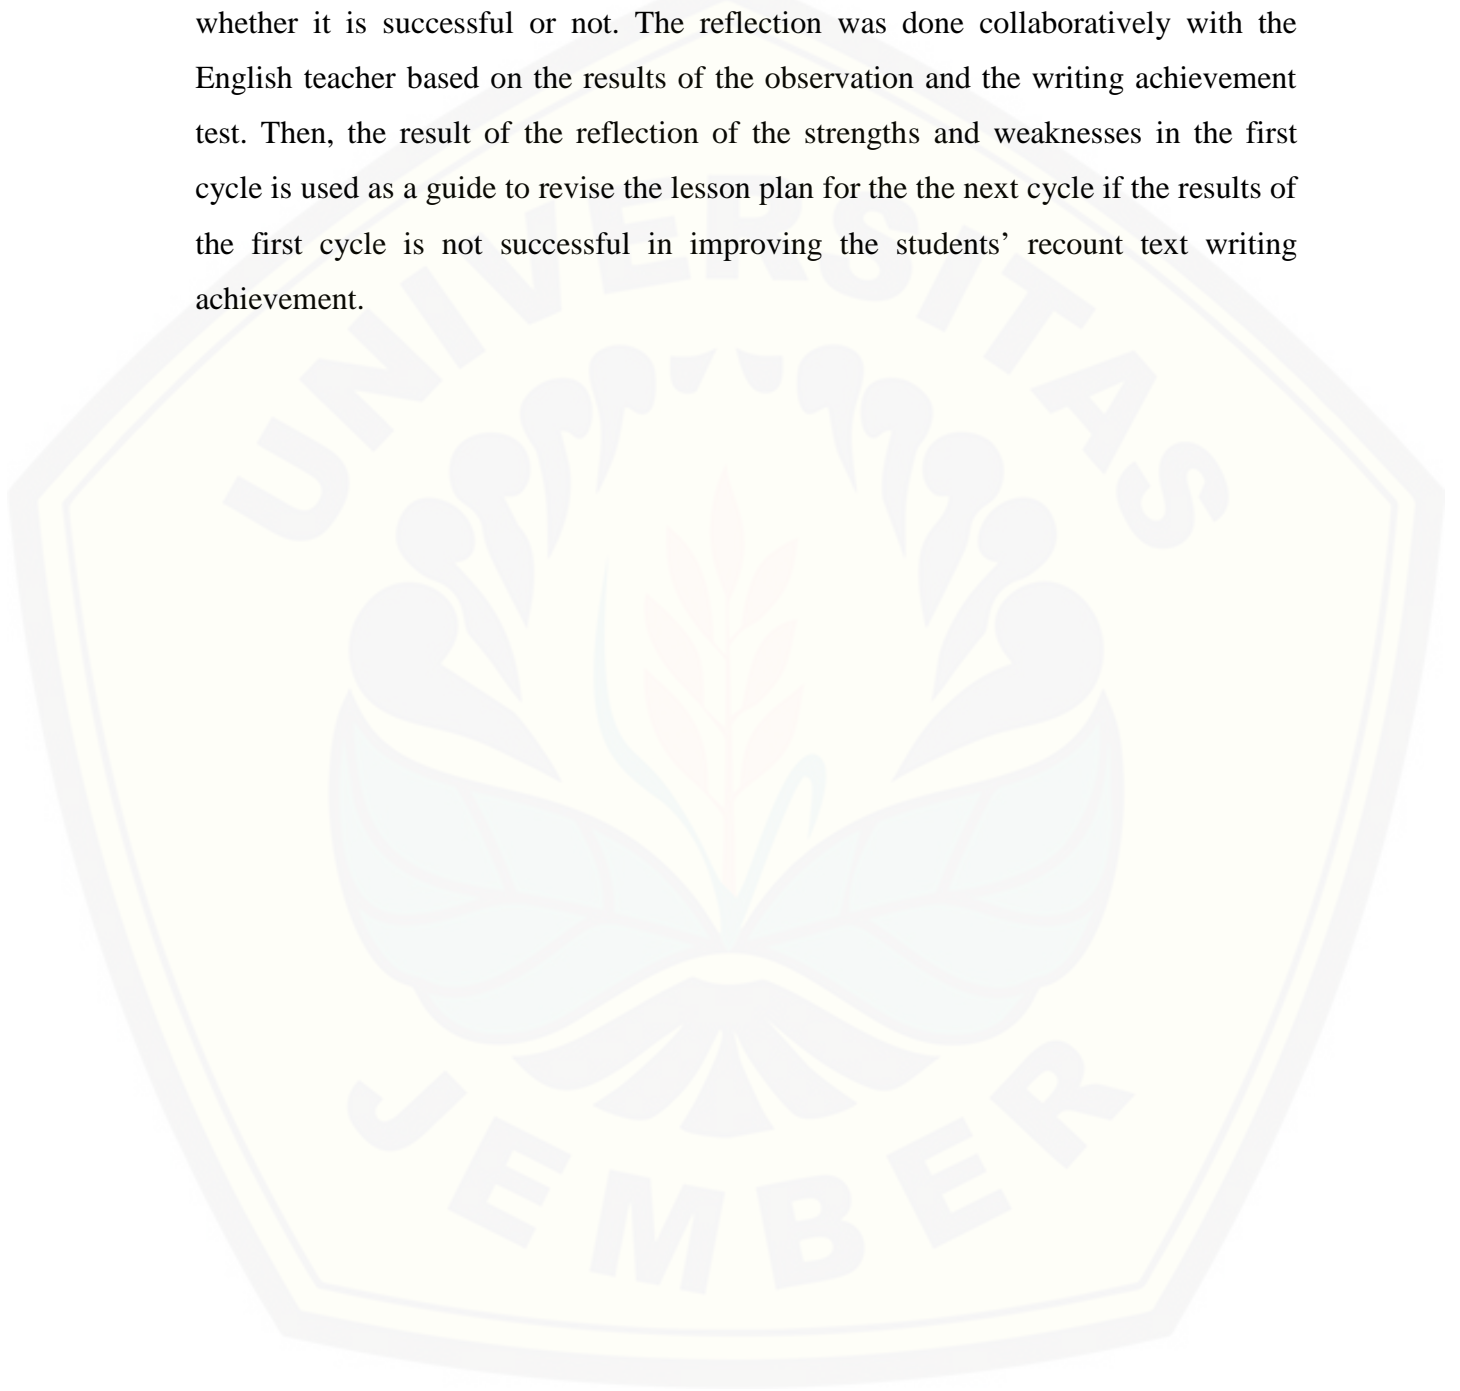 whether it is successful or not. The reflection was done collaboratively with the
English teacher based on the results of the observation and the writing achievement
test. Then, the result of the reflection of the strengths and weaknesses in the first
cycle is used as a guide to revise the lesson plan for the the next cycle if the results of
the first cycle is not successful in improving the students’ recount text writing
achievement.
UNIVERSITAS
JEMBER